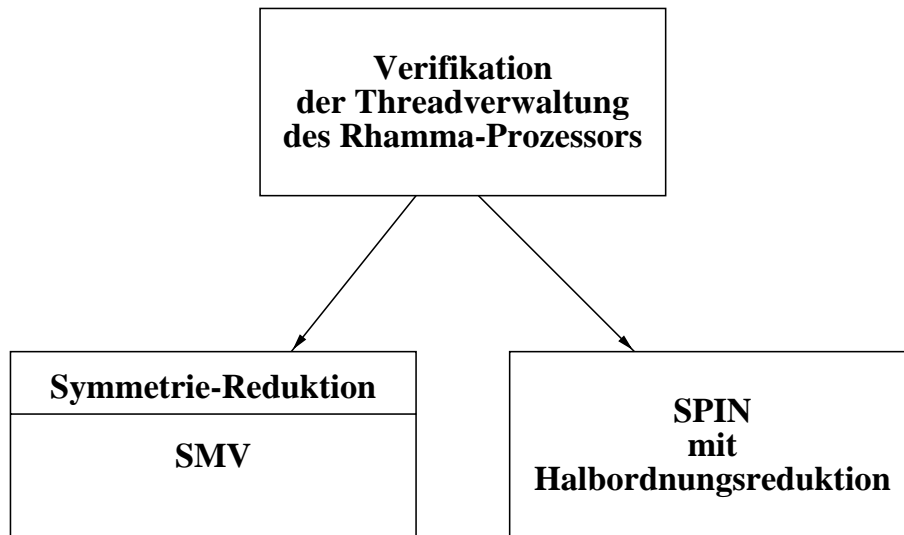 Verifikation
der Threadverwaltung
des Rhamma-Prozessors
Symmetrie-Reduktion
SMV
SPIN
mit
Halbordnungsreduktion